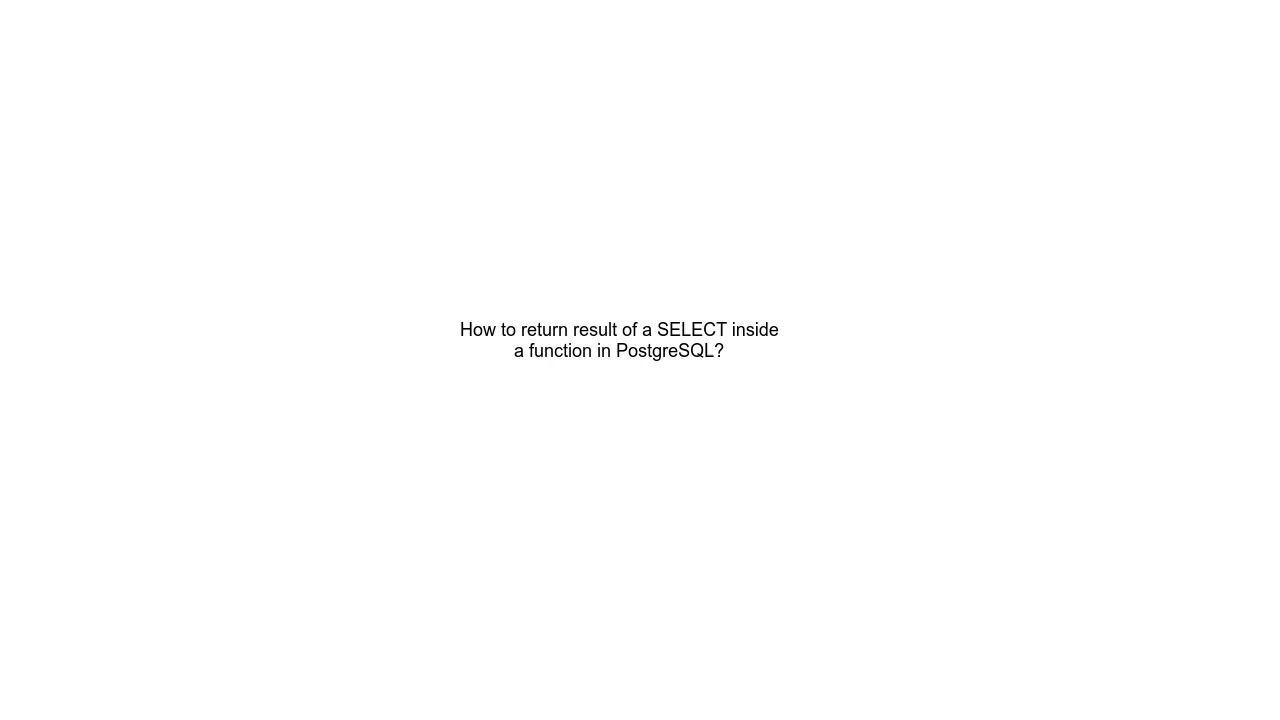 How to return result of a SELECT inside
a function in PostgreSQL?